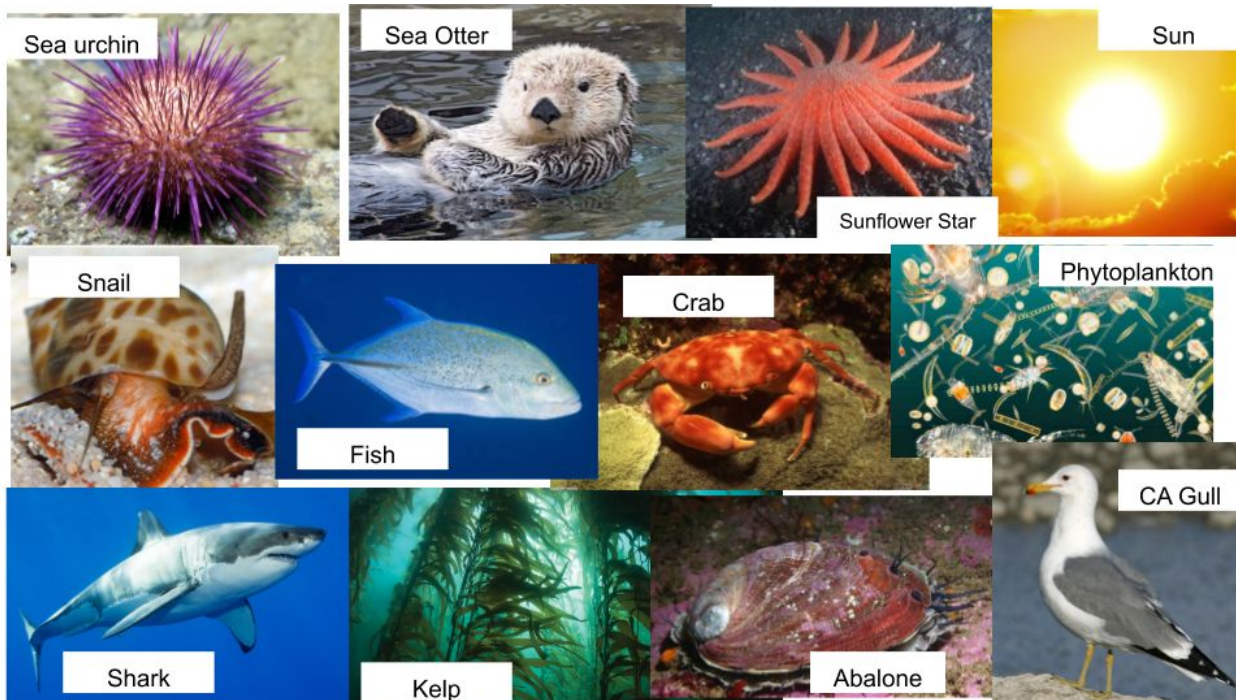 Sea urchin
Sea Otter
Sunflower Star
Sun
Snail
Fish
Crab
Phytoplankton
Shark
Kelp
Abalone
CA Gull